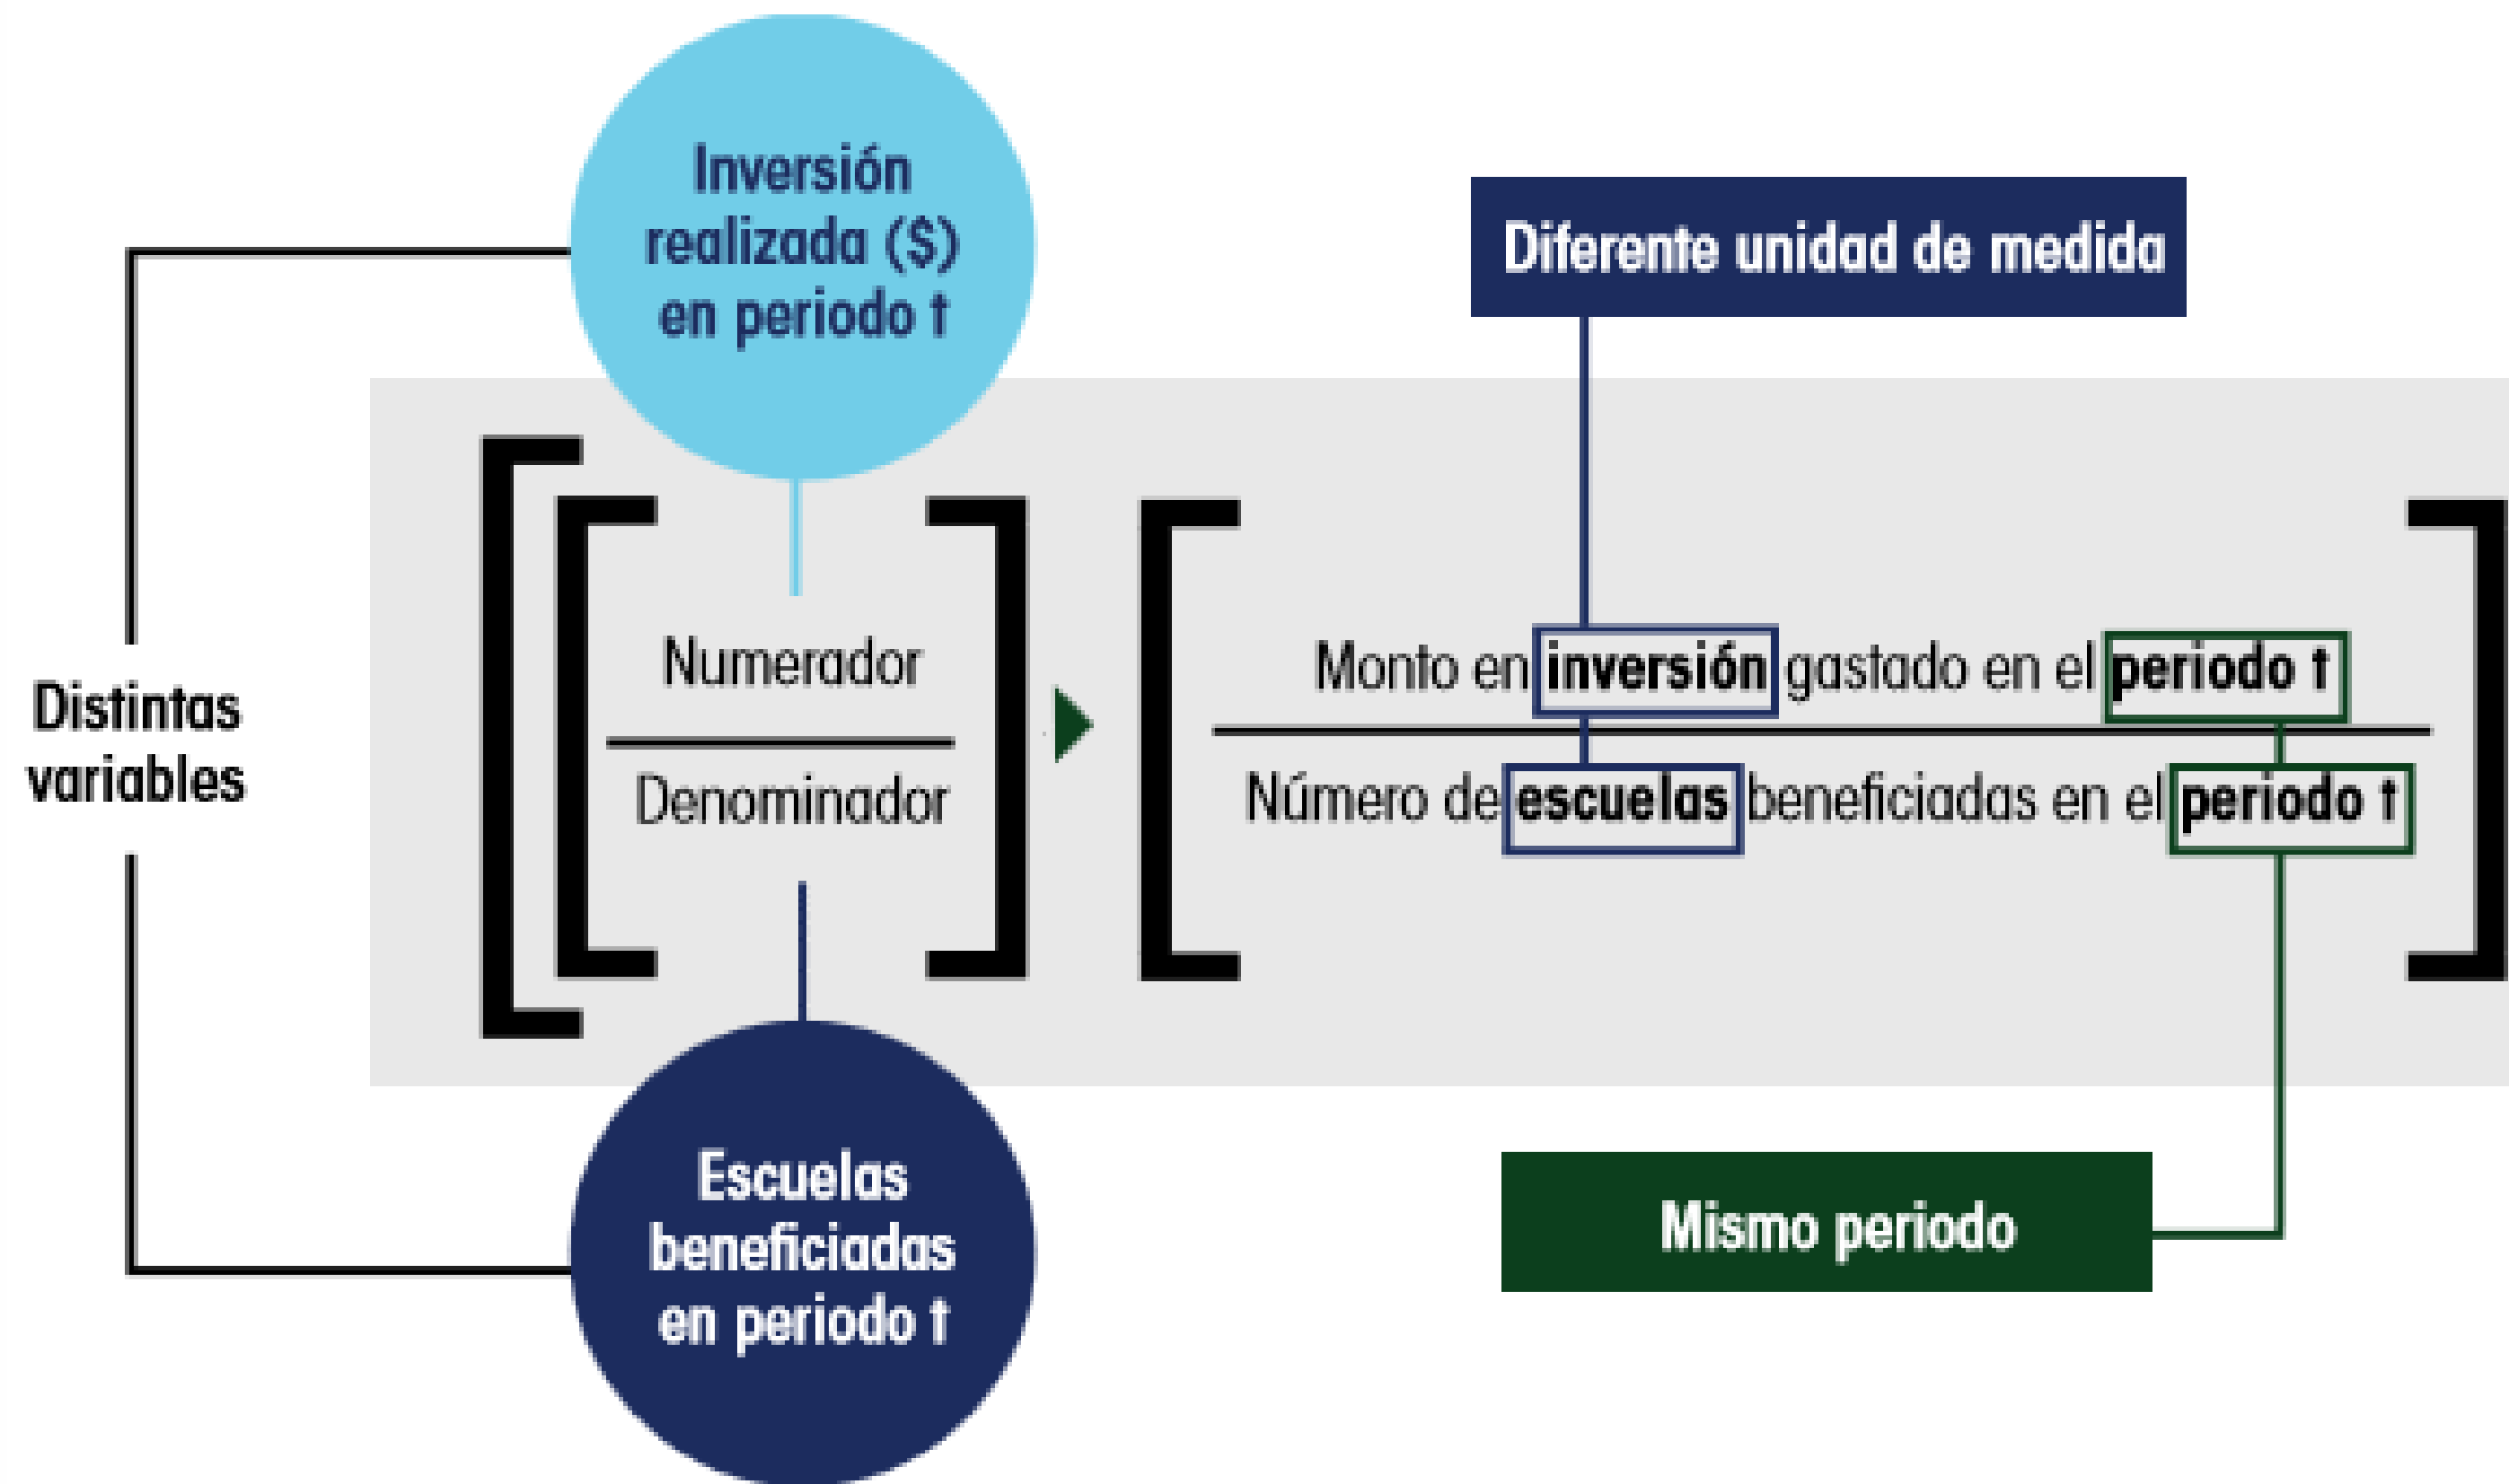 Inversión
realizada ($)
en periodo t
Diferente unidad de medida
Distintas
variables
Numerador
Denominador
Monto en inversión gastado en el periodo t
Número de escuelas beneficiadas en el periodo t
Escuelas
beneficiadas
en periodo t
Mismo periodo